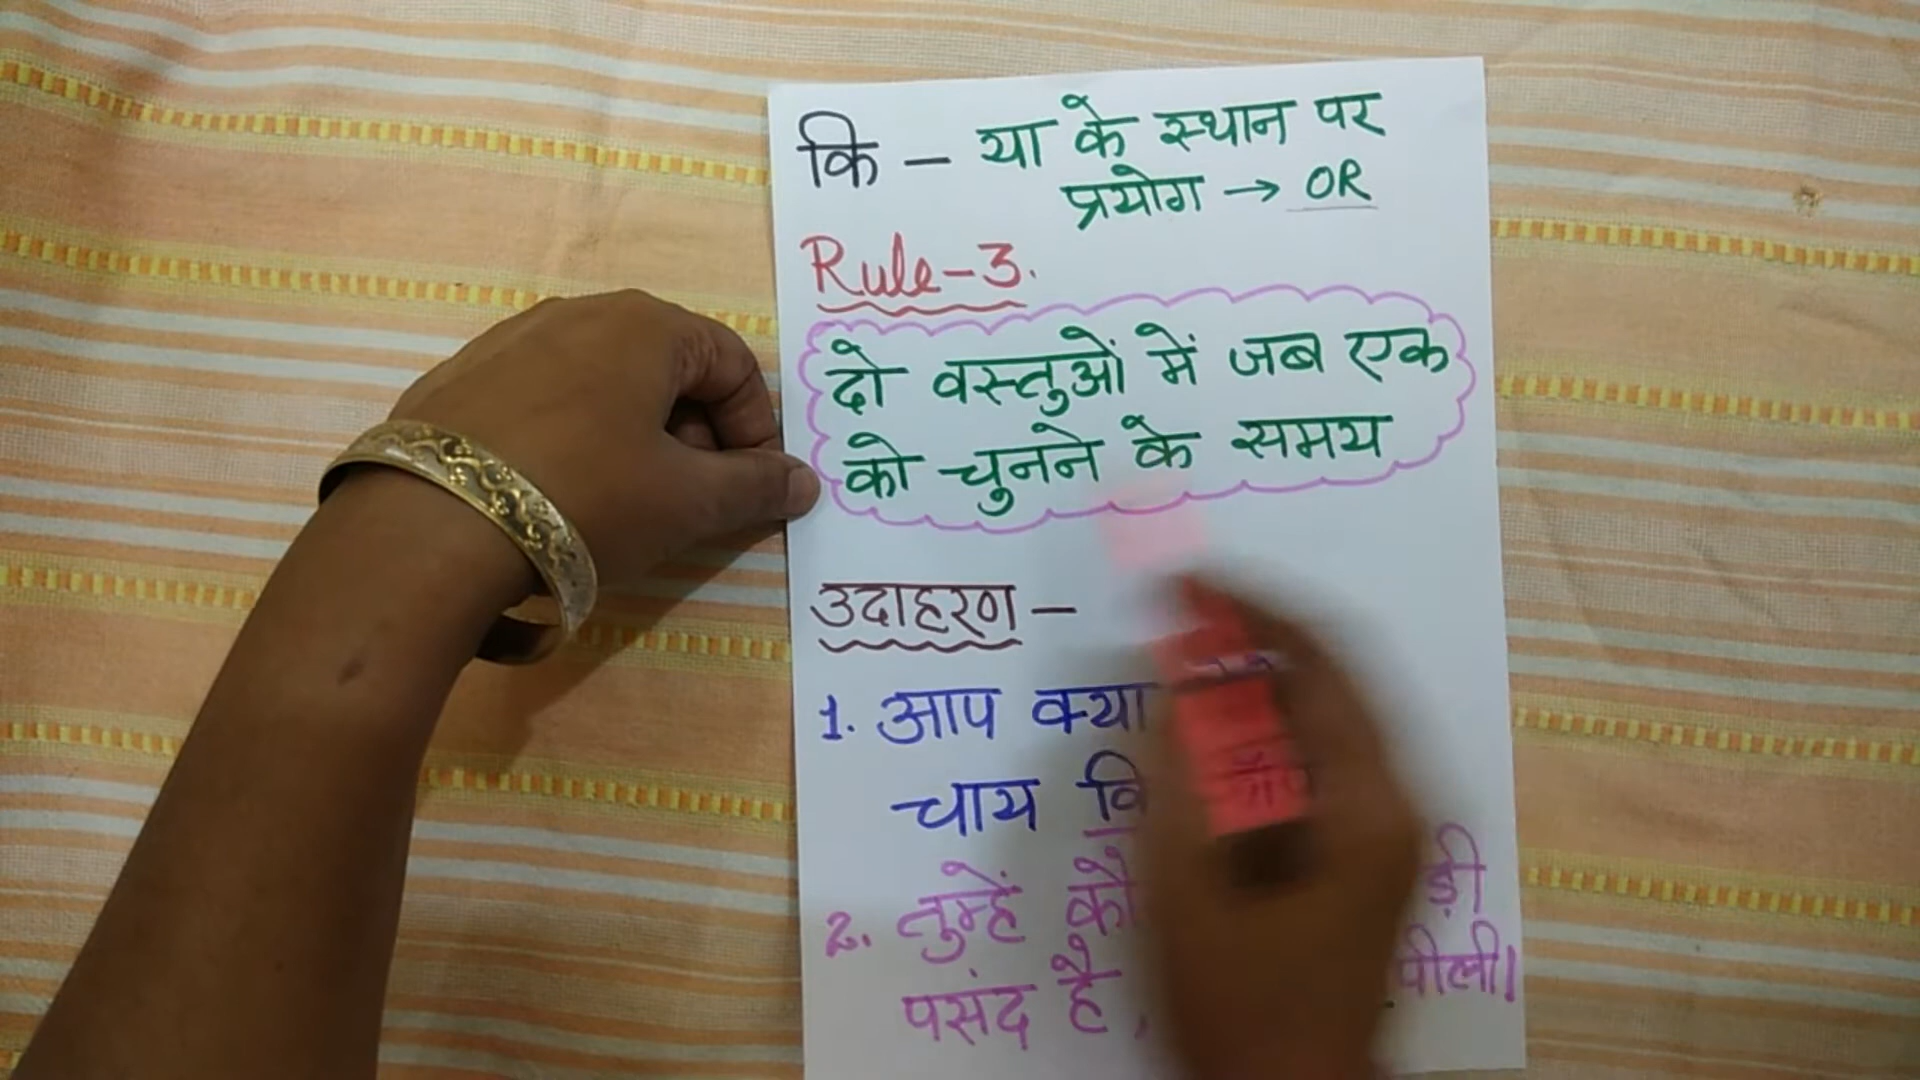 कि – या के स्थान पर
प्रयोग → OR
Rule-3.
दो वस्तुओं में जब एक
को चुनने के समय
उदाहरण –
1. आप क्या
चाय
2. तुम्हें
पसंद है,
पीली।